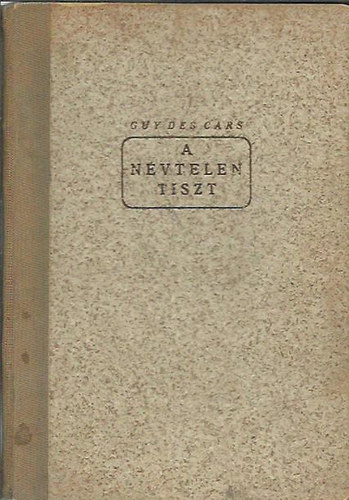 GUY DES CARS
A
NÉVTELEN
TISZT